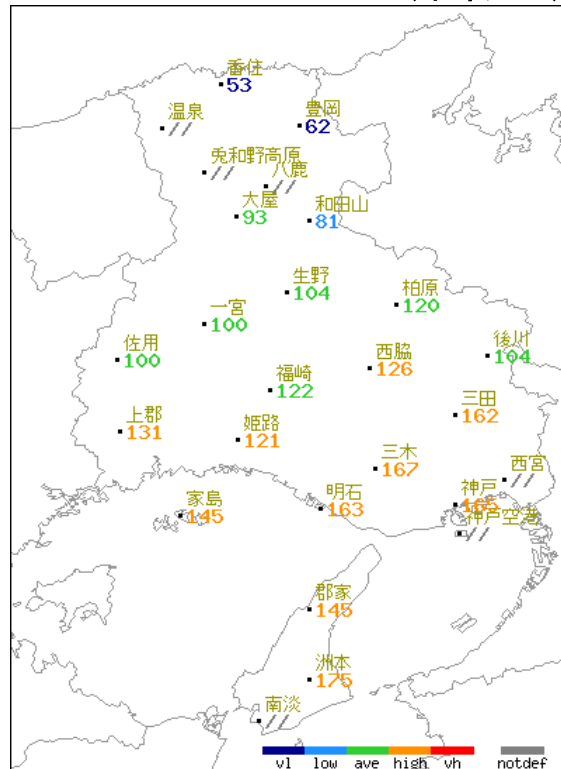 香住
53
温泉
//
豊岡
62
兎和野高原
//
八鹿
//
大屋
93
和田山
81
生野
104
柏原
120
一宮
100
佐用
100
後川
104
西脇
126
福崎
122
三田
162
上郡
131
姫路
121
三木
167
西宮
//
家島
145
明石
163
神戸
165
神戸空港
//
郡家
145
洲本
175
南淡
//
vl low ave high vh notdef